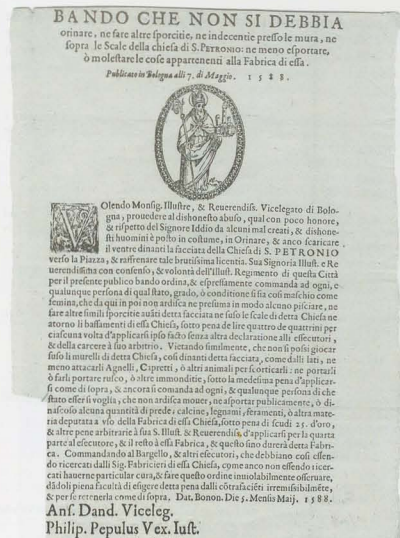 BANDO CHE NON SI DEBBIA
orinare, ne fare altre sporcitie, ne indecentie presso le mura, ne
sopra le Scale della chiesa di S. PETRONIO: ne meno esportare,
ò molestare le cose appartenenti alla Fabrica di essa.
Publicato in Bologna alli 7. di Maggio. 1588.
VOlendo Monsig. Illustre, & Reuerendiss. Vicelegato di Bolo-
gna, prouedere al dishonesto abuso, qual con poco honore,
& rispetto del Signore Iddio da alcuni mal creati, & dishone-
sti huomini è posto in costume, in Orinare, & anco scaricare
il ventre dinanti la facciata della Chiesa di S. PETRONIO
verso la Piazza, & raffrenare tale bruttissima licentia. Sua Signoria Illust. e Re
uerendissima con consenso, & volontà dell'Illust. Regimento di questa Città
per il presente publico bando ordina, & espressamente comanda ad ogni, e
qualunque persona di qual stato, grado, ò conditione si sia cosi maschio come
femina, che da qui in poi non ardisca ne presuma in modo alcuno pisciare, ne
fare altre simili sporcitie auāti detta facciata ne suso le scale di detta Chiesa ne
atorno li bassamenti di essa Chiesa, sotto pena de lire quattro de quattrini per
ciascuna volta d'applicarsi ipso facto senza altra declaratione alli essecutori,
& della carcere à suo arbitrio. Vietando similmente, che non si possi giocar
suso li murelli di detta Chiesa, cosi dinanti detta facciata, come dalli lati, ne
meno attacarli Agnelli, Capretti, ò altri animali per scorticarli: ne portarli
ò farli portare rusco, ò altre immonditie, sotto la medesima pena d'applicar-
si come di sopra, & ancora si comanda ad ogni, & qualunque persona di che
stato esser si voglia, che non ardisca mouer, ne asportar publicamente, ò di
nascoso alcuna quantità di prede: calcine, legnami, feramenti, ò altra mate
ria deputata a vso della Fabrica di essa Chiesa, sotto pena di scudi 25. d'oro,
& altre pene arbitrarie à sua S. Illust. & Reuerendiss. d'applicarsi per la quarta
parte al esecutore, & il resto à essa Fabrica, & questo sino durerà detta Fabri-
ca. Commandando al Bargello, & altri essecutori, che debbiano cosi essen-
do ricercati dalli Sig. Fabricieri di essa Chiesa, come anco non essendo ricer-
cati hauerne particular cura, & fare questo ordine inuiolabilmente osseruare,
dādoli piena facultà di esigere detta pena dalli cōtrafaciēti irremissibilmēte,
& per se retenerla come di sopra, Dat. Bonon. Die 5. Mensis Maij. 1588.
Anf. Dand. Viceleg.
Philip. Pepulus Vex. Iust.